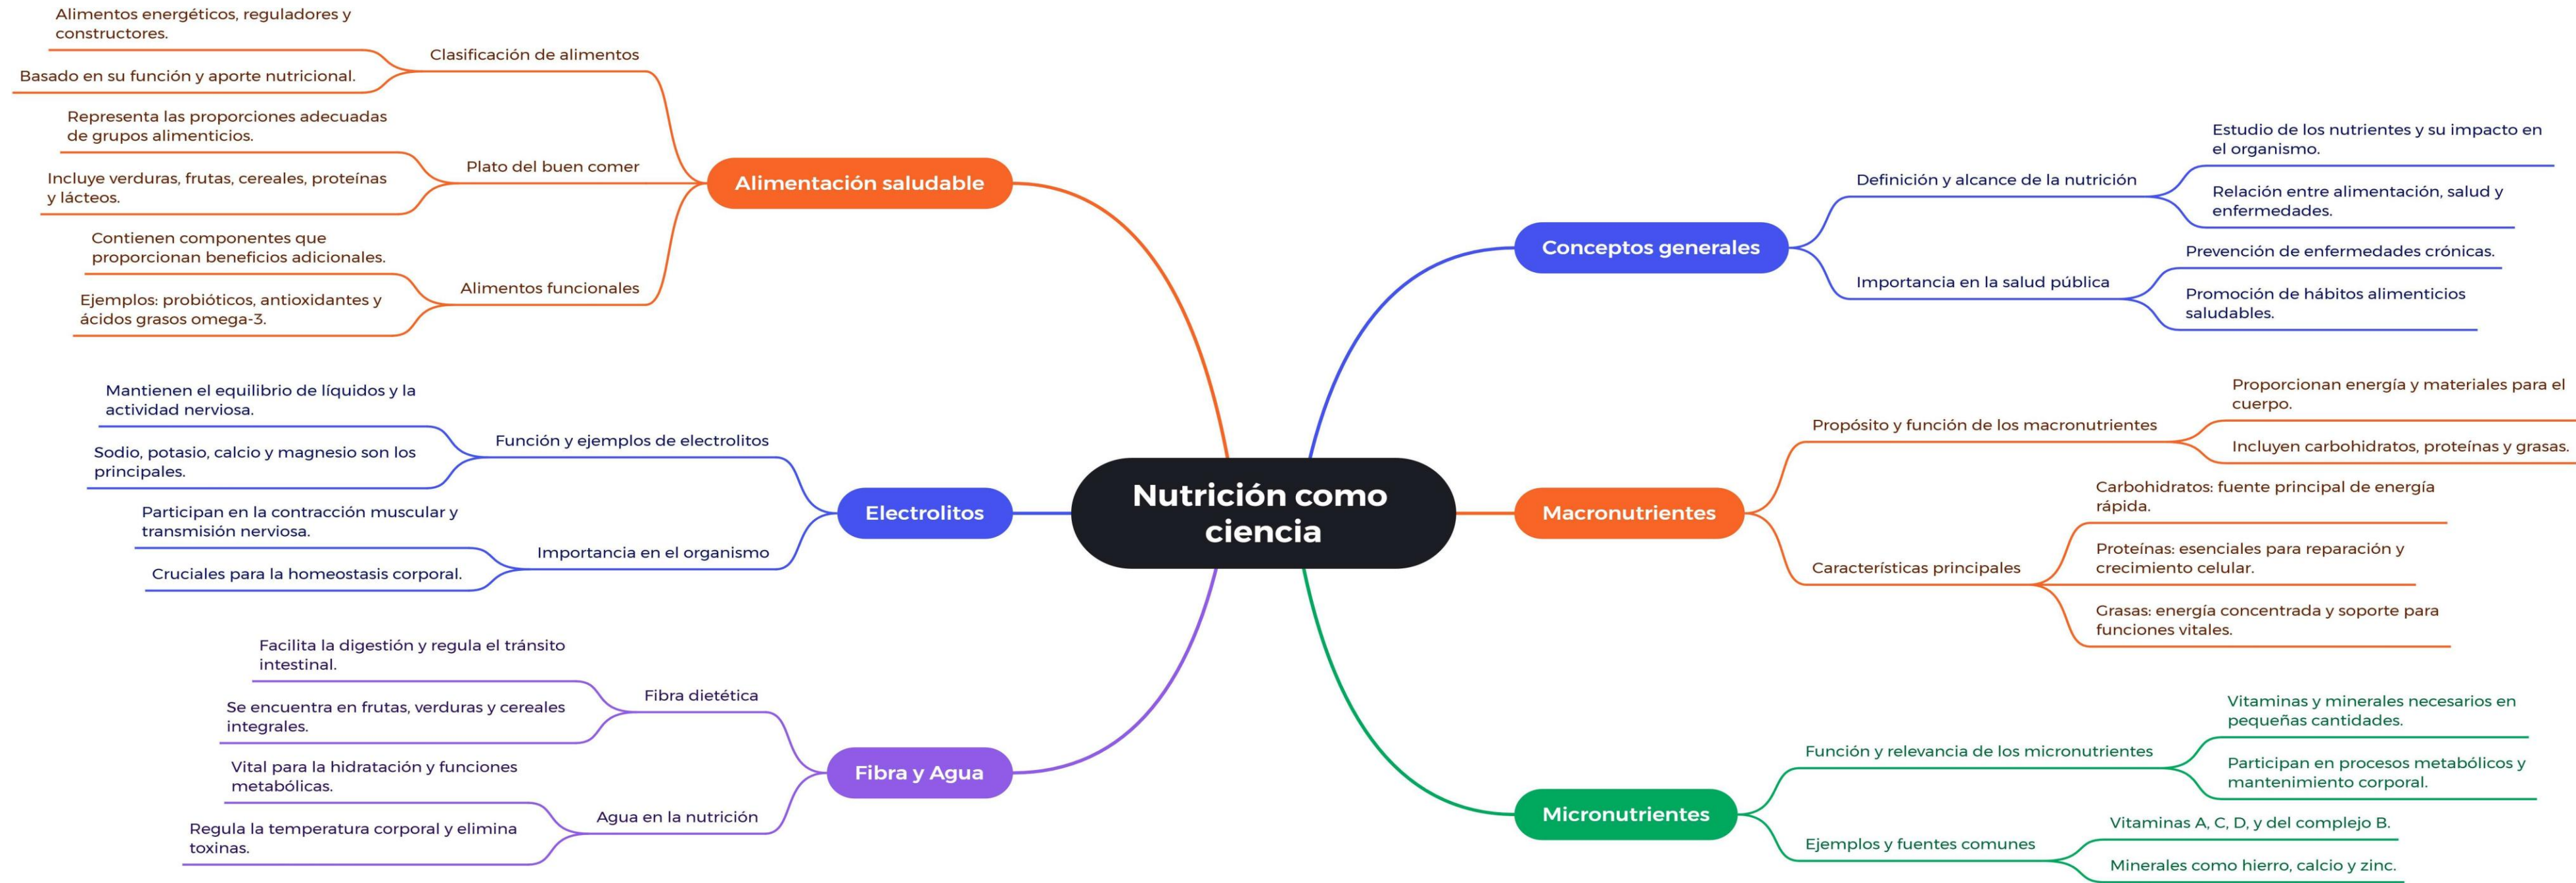 Nutrición como
ciencia
Alimentación saludable
Clasificación de alimentos
Alimentos energéticos, reguladores y
constructores.
Basado en su función y aporte nutricional.
Plato del buen comer
Representa las proporciones adecuadas
de grupos alimenticios.
Incluye verduras, frutas, cereales, proteínas
y lácteos.
Alimentos funcionales
Contienen componentes que
proporcionan beneficios adicionales.
Ejemplos: probióticos, antioxidantes y
ácidos grasos omega-3.
Electrolitos
Función y ejemplos de electrolitos
Mantienen el equilibrio de líquidos y la
actividad nerviosa.
Sodio, potasio, calcio y magnesio son los
principales.
Importancia en el organismo
Participan en la contracción muscular y
transmisión nerviosa.
Cruciales para la homeostasis corporal.
Fibra y Agua
Fibra dietética
Facilita la digestión y regula el tránsito
intestinal.
Se encuentra en frutas, verduras y cereales
integrales.
Agua en la nutrición
Vital para la hidratación y funciones
metabólicas.
Regula la temperatura corporal y elimina
toxinas.
Conceptos generales
Definición y alcance de la nutrición
Estudio de los nutrientes y su impacto en
el organismo.
Relación entre alimentación, salud y
enfermedades.
Importancia en la salud pública
Prevención de enfermedades crónicas.
Promoción de hábitos alimenticios
saludables.
Macronutrientes
Propósito y función de los macronutrientes
Proporcionan energía y materiales para el
cuerpo.
Incluyen carbohidratos, proteínas y grasas.
Características principales
Carbohidratos: fuente principal de energía
rápida.
Proteínas: esenciales para reparación y
crecimiento celular.
Grasas: energía concentrada y soporte para
funciones vitales.
Micronutrientes
Función y relevancia de los micronutrientes
Vitaminas y minerales necesarios en
pequeñas cantidades.
Participan en procesos metabólicos y
mantenimiento corporal.
Ejemplos y fuentes comunes
Vitaminas A, C, D, y del complejo B.
Minerales como hierro, calcio y zinc.